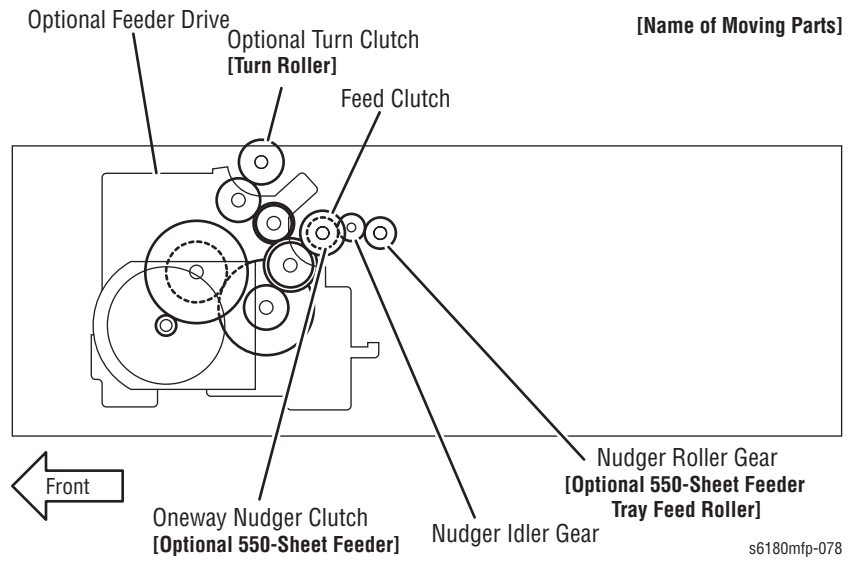 Optional Feeder Drive
[Name of Moving Parts]
Optional Turn Clutch
[Turn Roller]
Feed Clutch
Front
Oneway Nudger Clutch
[Optional 550-Sheet Feeder]
Nudger Idler Gear
Nudger Roller Gear
[Optional 550-Sheet Feeder
Tray Feed Roller]
s6180mfp-078